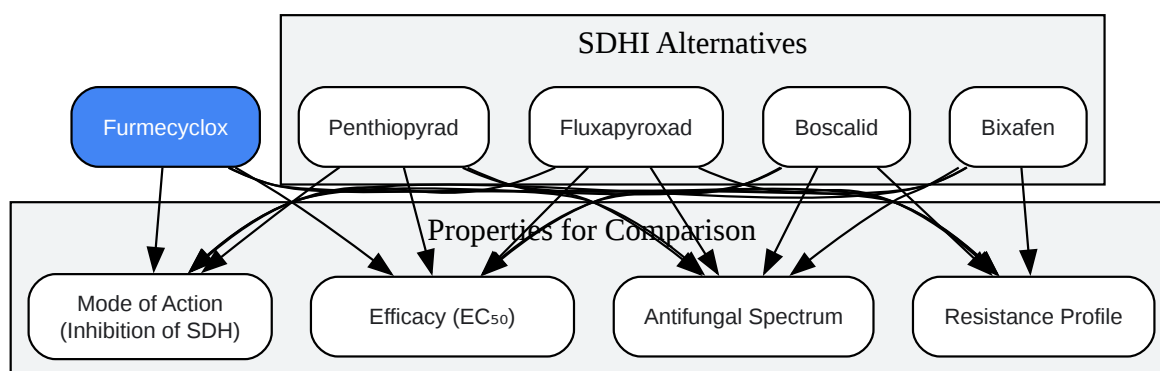 SDHI Alternatives
Furmecyclox
Penthiopyrad
Fluxapyroxad
Boscalid
Bixafen
Properties for Comparison
Mode of Action
(Inhibition of SDH)
Efficacy (EC₅₀)
Antifungal Spectrum
Resistance Profile